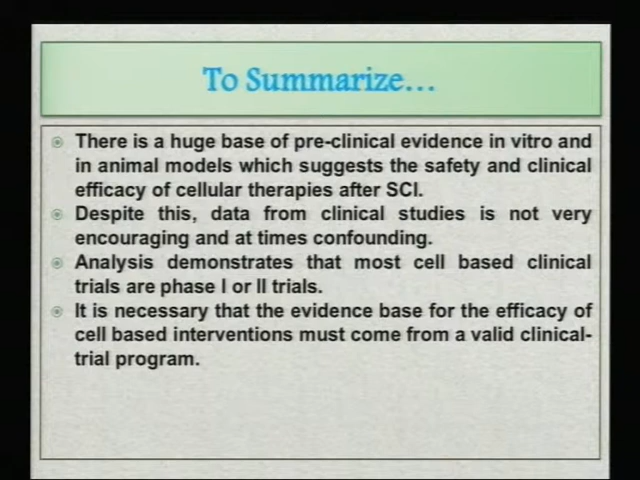 To Summarize...
There is a huge base of pre-clinical evidence in vitro and
in animal models which suggests the safety and clinical
efficacy of cellular therapies after SCI.
Despite this, data from clinical studies is not very
encouraging and at times confounding.
Analysis demonstrates that most cell based clinical
trials are phase I or II trials.
It is necessary that the evidence base for the efficacy of
cell based interventions must come from a valid clinical-
trial program.